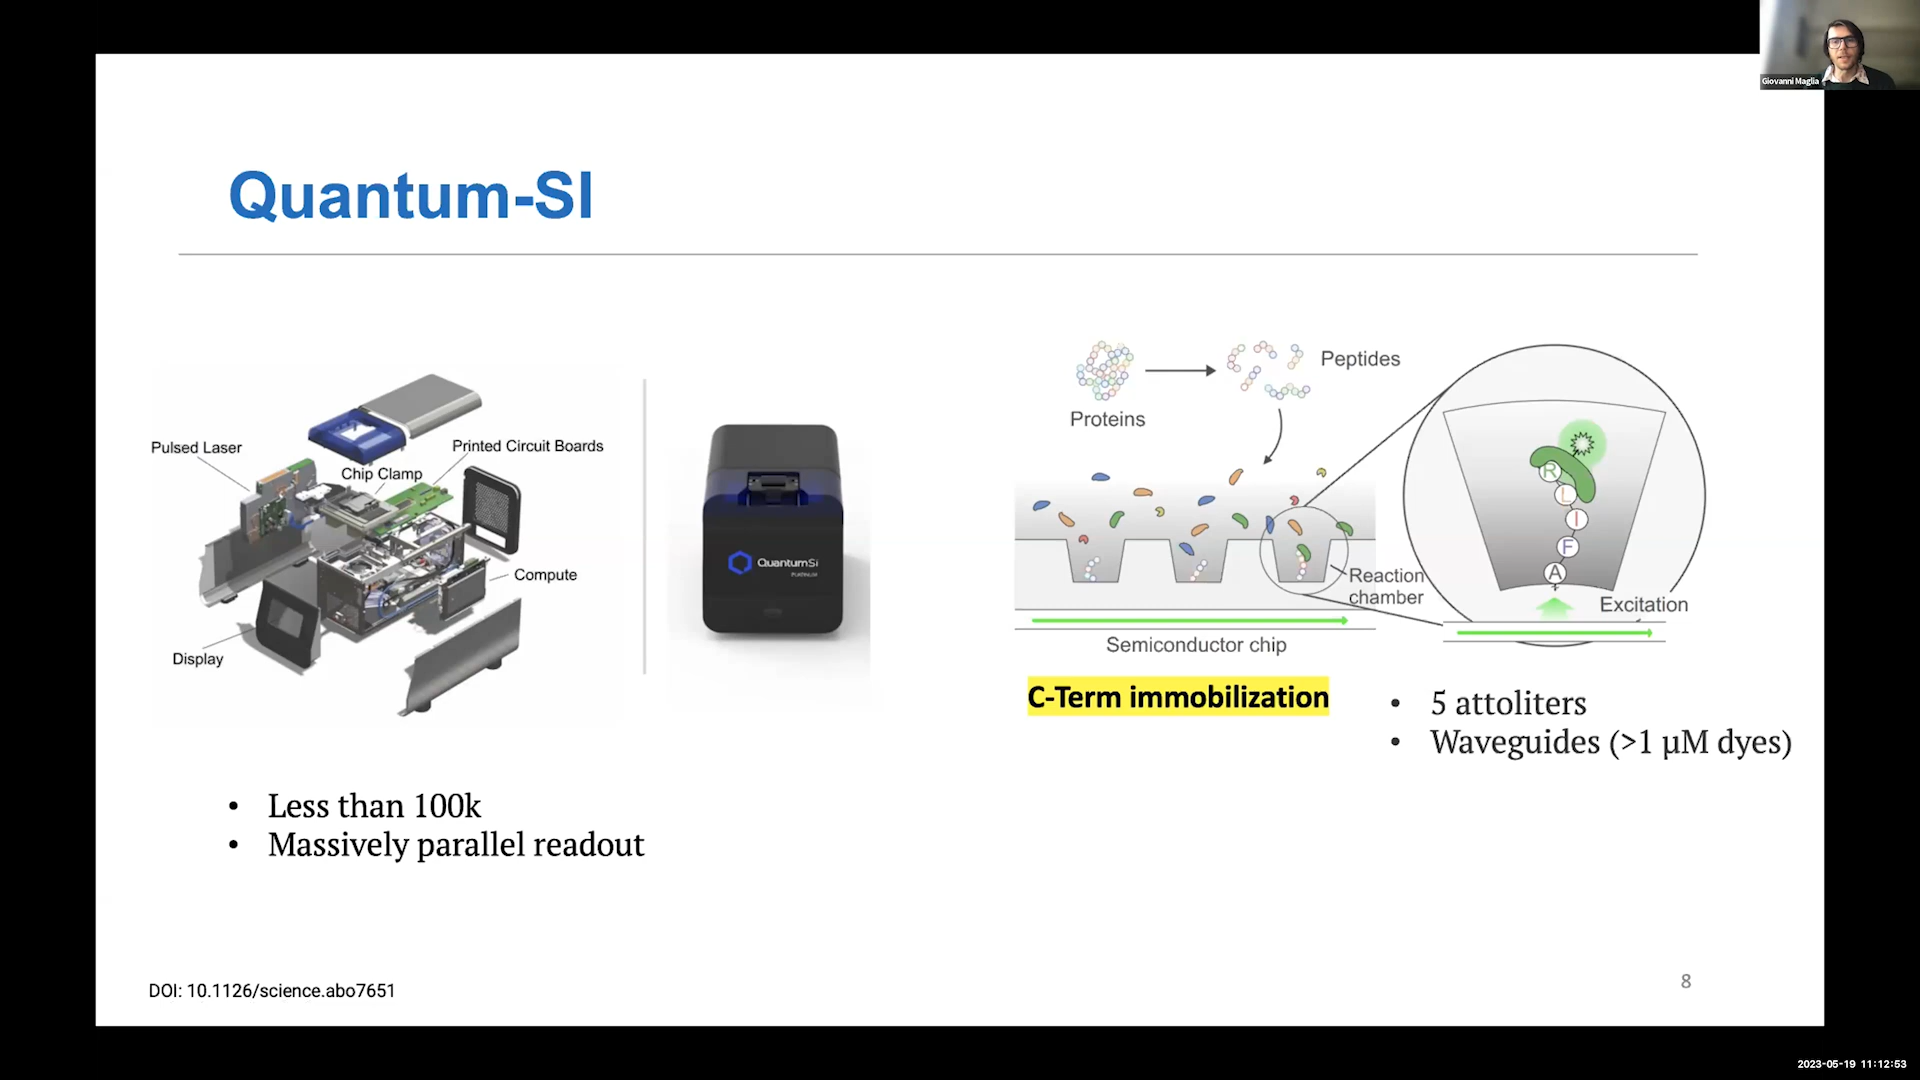 Giovanni Maglia
Quantum-SI
Pulsed Laser
Printed Circuit Boards
Chip Clamp
Compute
Display
QuantumSi
PLATINUM
Proteins
Peptides
Reaction
chamber
Semiconductor chip
R
L
I
F
A
Excitation
C-Term immobilization
• 5 attoliters
• Waveguides (>1 μM dyes)
• Less than 100k
• Massively parallel readout
DOI: 10.1126/science.abo7651
8
2023-05-19 11:12:53